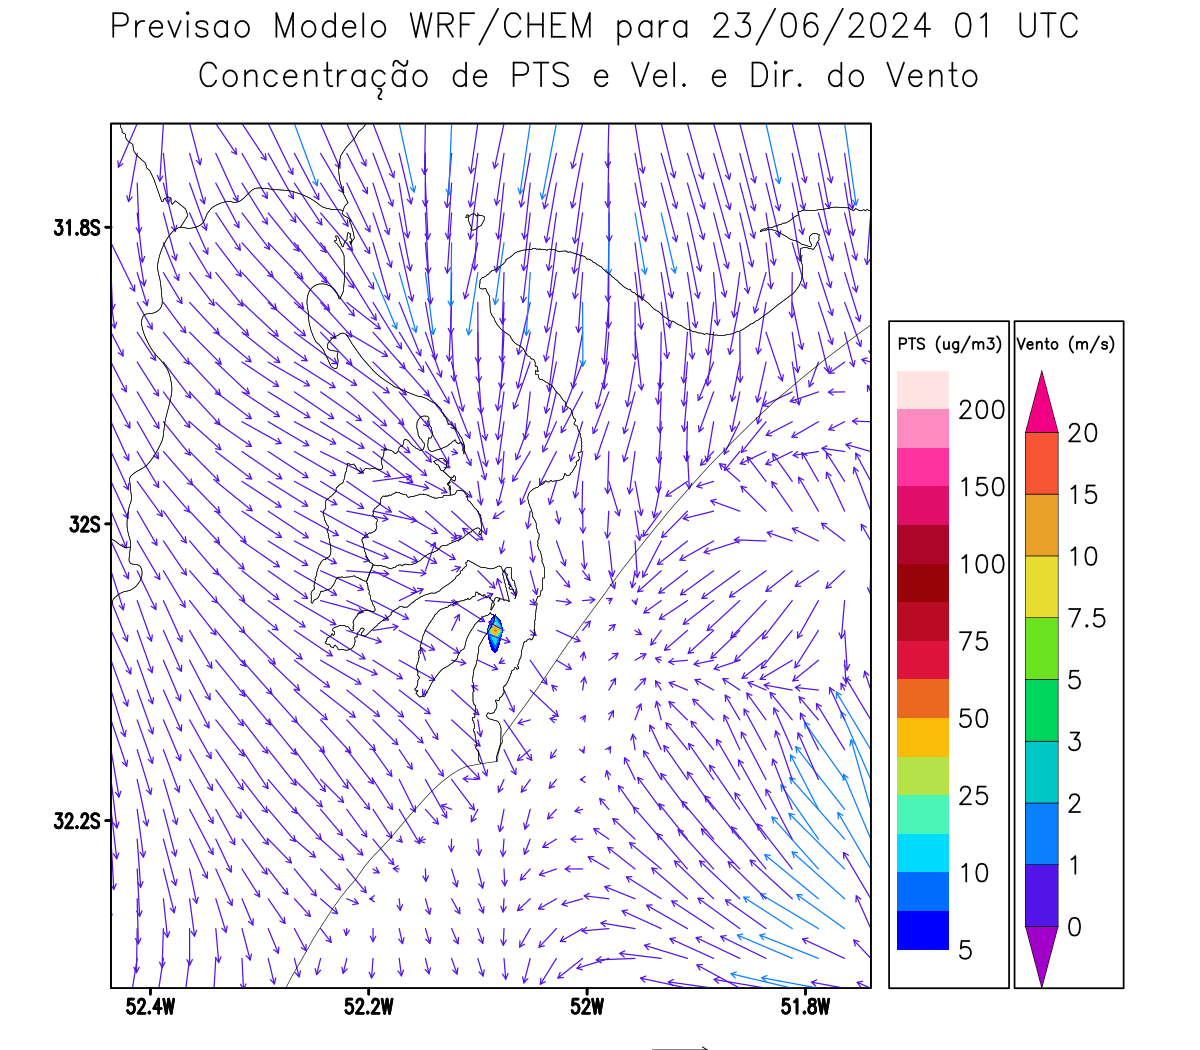 Previsao Modelo WRF/CHEM para 23/06/2024 01 UTC
Concentração de PTS e Vel. e Dir. do Vento
31.8S
32S
32.2S
52.4W 52.2W 52W 51.8W
PTS (ug/m3)
200
150
100
75
50
25
10
5
Vento (m/s)
20
15
10
7.5
5
3
2
1
0